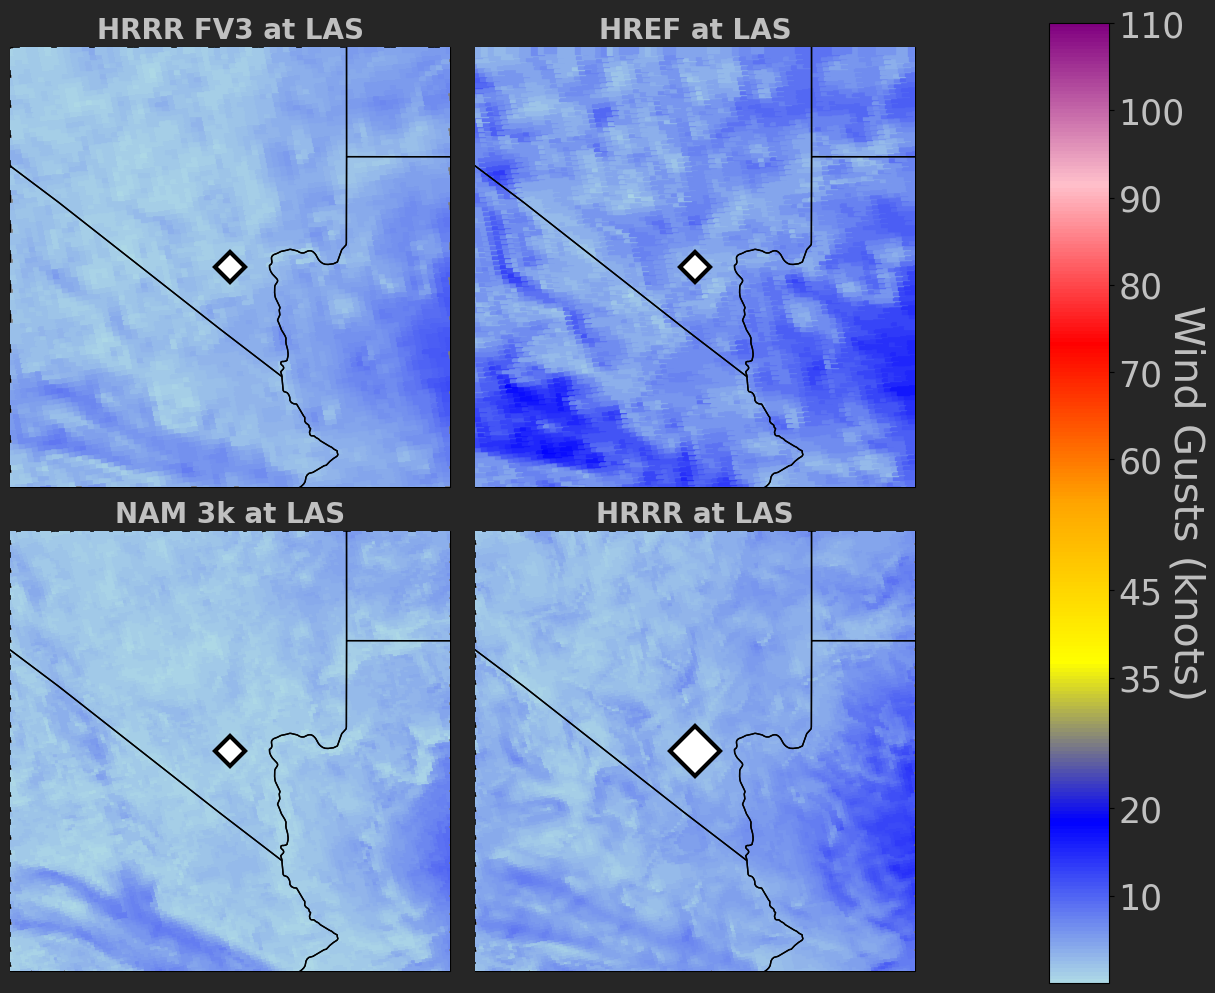 HRRR FV3 at LAS
HREF at LAS
NAM 3k at LAS
HRRR at LAS
110
100
90
80
70
60
45
35
20
10
Wind Gusts (knots)